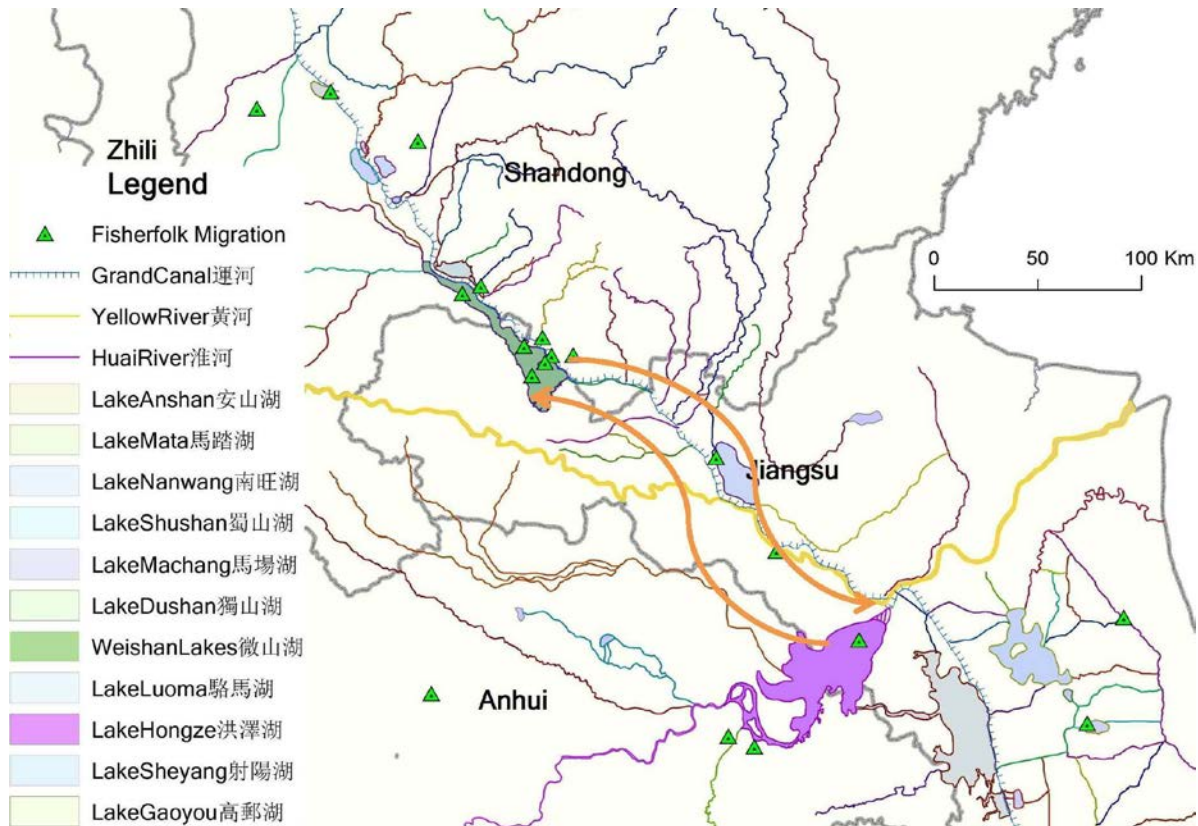 Zhili
Legend
Fisherfolk Migration
GrandCanal運河
YellowRiver黃河
HuaiRiver淮河
LakeAnshan安山湖
LakeMata馬踏湖
LakeNanwang南旺湖
LakeShushan蜀山湖
LakeMachang馬場湖
LakeDushan獨山湖
WeishanLakes微山湖
LakeLuoma駱馬湖
LakeHongze洪澤湖
LakeSheyang射陽湖
LakeGaoyou高郵湖
Shandong
0 50 100 Km
Jiangsu
Anhui